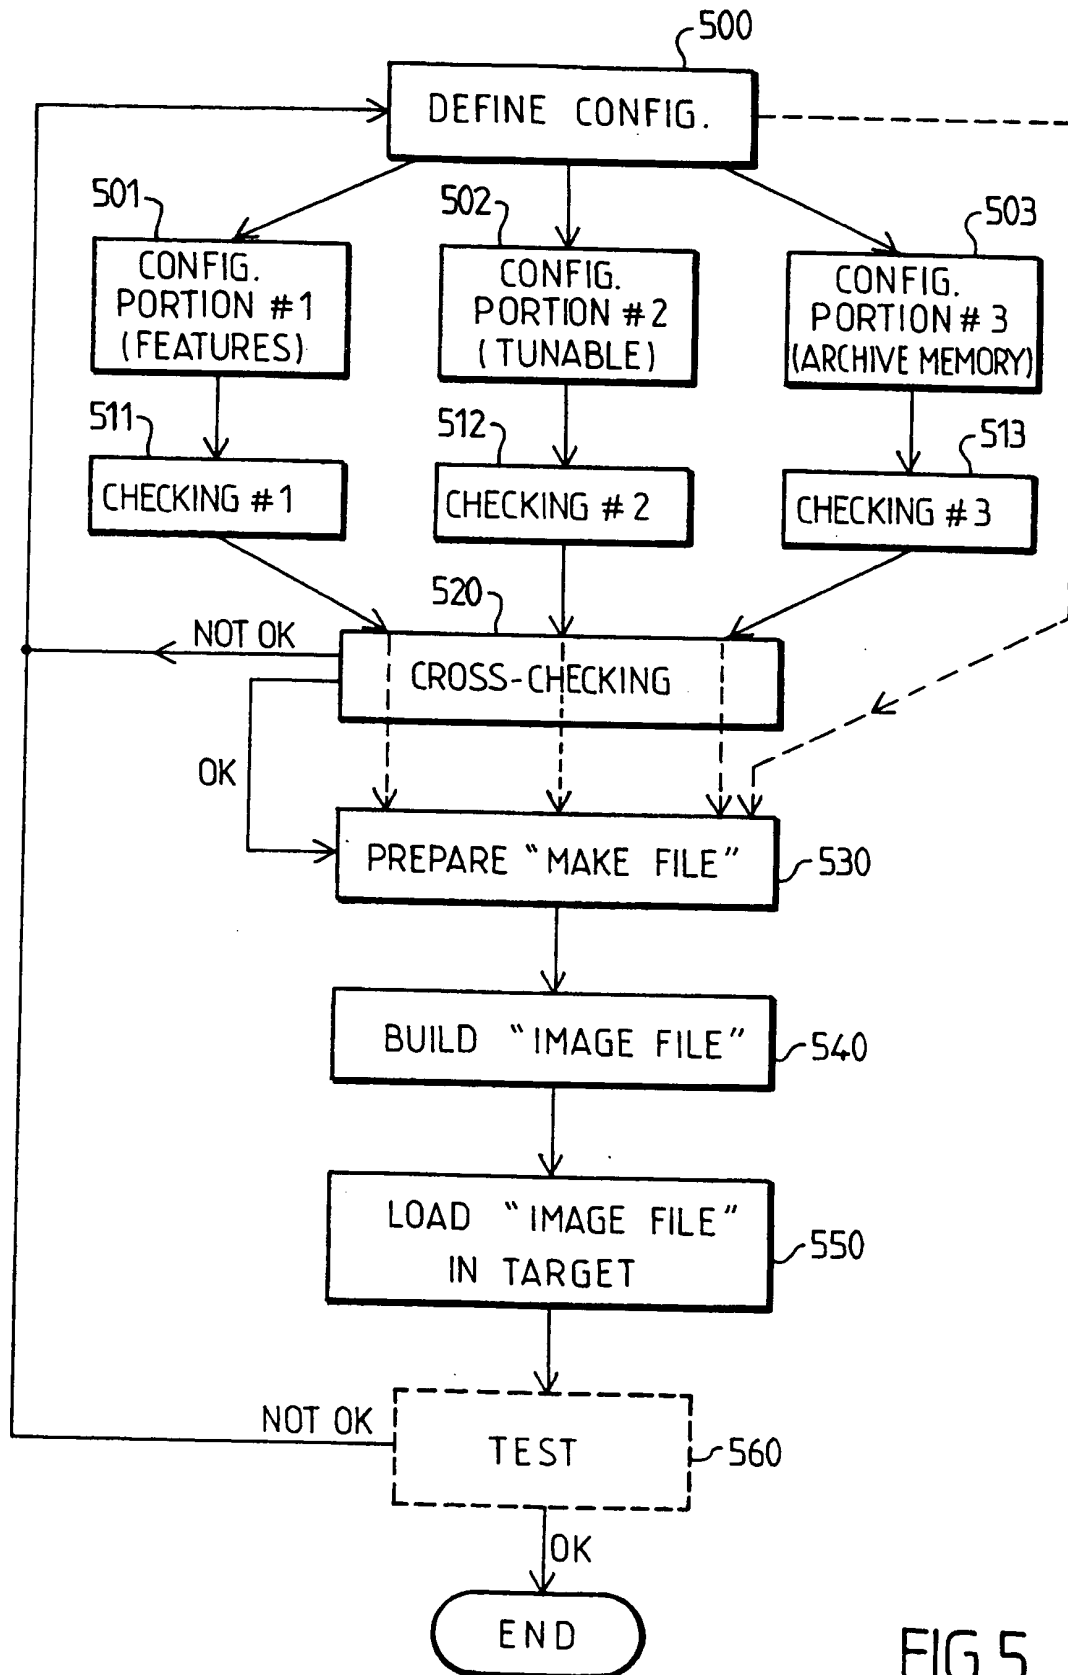 500
DEFINE CONFIG.
501
502
503
CONFIG.
PORTION #1
(FEATURES)
CONFIG.
PORTION #2
(TUNABLE)
CONFIG.
PORTION #3
(ARCHIVE MEMORY)
511
512
513
CHECKING #1
CHECKING #2
CHECKING #3
520
NOT OK
CROSS-CHECKING
OK
PREPARE "MAKE FILE"
530
BUILD "IMAGE FILE"
540
LOAD "IMAGE FILE"
IN TARGET
550
NOT OK
TEST
560
OK
END
FIG.5